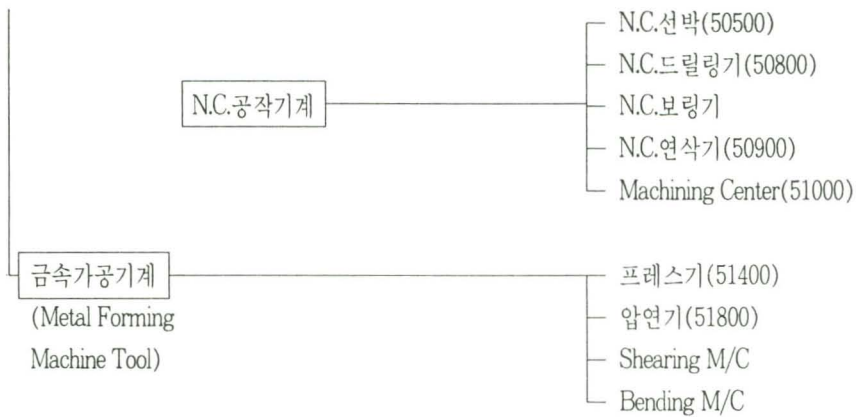 N.C.선박(50500)
N.C.드릴링기(50800)
N.C.공작기계
N.C.보링기
N.C.연삭기(50900)
Machining Center(51000)
금속가공기계
(Metal Forming
Machine Tool)
프레스기(51400)
압연기(51800)
Shearing M/C
Bending M/C